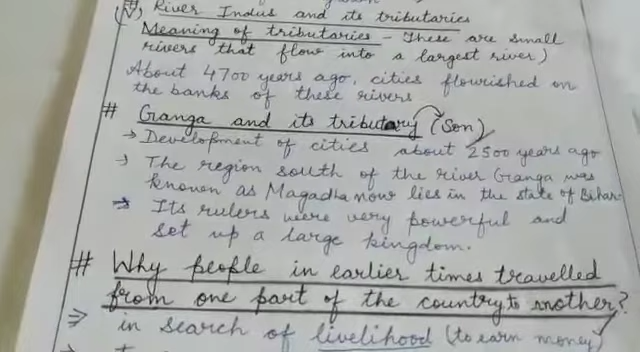 (V) River Indus and its tributaries
Meaning of tributaries - These are small
rivers that flow into a largest river)
About 4700 years ago, cities flourished on
the banks of these rivers
# Ganga and its tributary (Son)
→ Development of cities about 2500 years ago
→ The region south of the river Ganga was
known as Magadha now lies in the state of Bihar.
→ Its rulers were very powerful and
set up a large kingdom.
# Why people in earlier times travelled
from one part of the country to another?
⇒ in search of livelihood (to earn money)